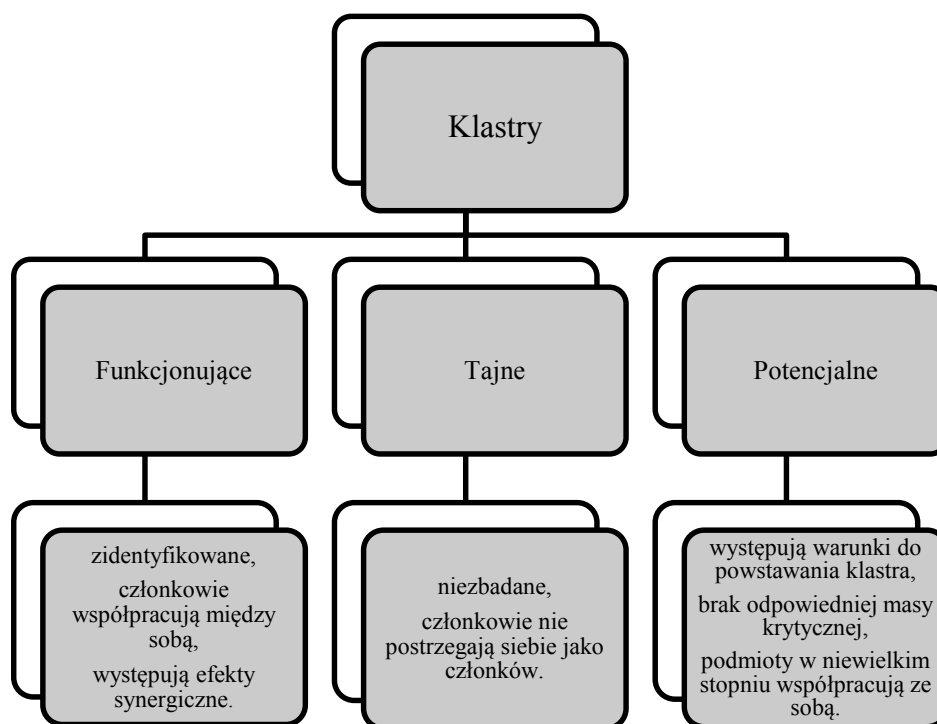 Klastry
Funkcjonujące
Tajne
Potencjalne
zidentyfikowane,
członkowie
współpracują między
sobą,
występują efekty
synergiczne.
niezbadane,
członkowie nie
postrzegają siebie jako
członków.
występują warunki do
powstawania klastra,
brak odpowiedniej masy
krytycznej,
podmioty w niewielkim
stopniu współpracują ze
sobą.